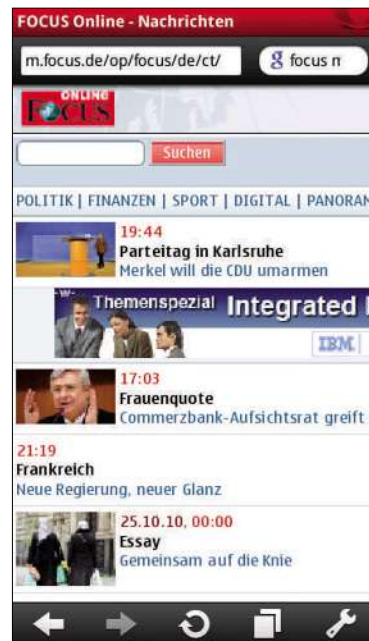 FOCUS Online - Nachrichten
m.focus.de/op/focus/de/ct/
g focus n
ONLINE
FOCUS
Suchen
POLITIK | FINANZEN | SPORT | DIGITAL | PANORAM
19:44
Parteitag in Karlsruhe
Merkel will die CDU umarmen
-w- Themenspezial Integrated
IBM
17:03
Frauenquote
Commerzbank-Aufsichtsrat greift
21:19
Frankreich
Neue Regierung, neuer Glanz
25.10.10, 00:00
Essay
Gemeinsam auf die Knie